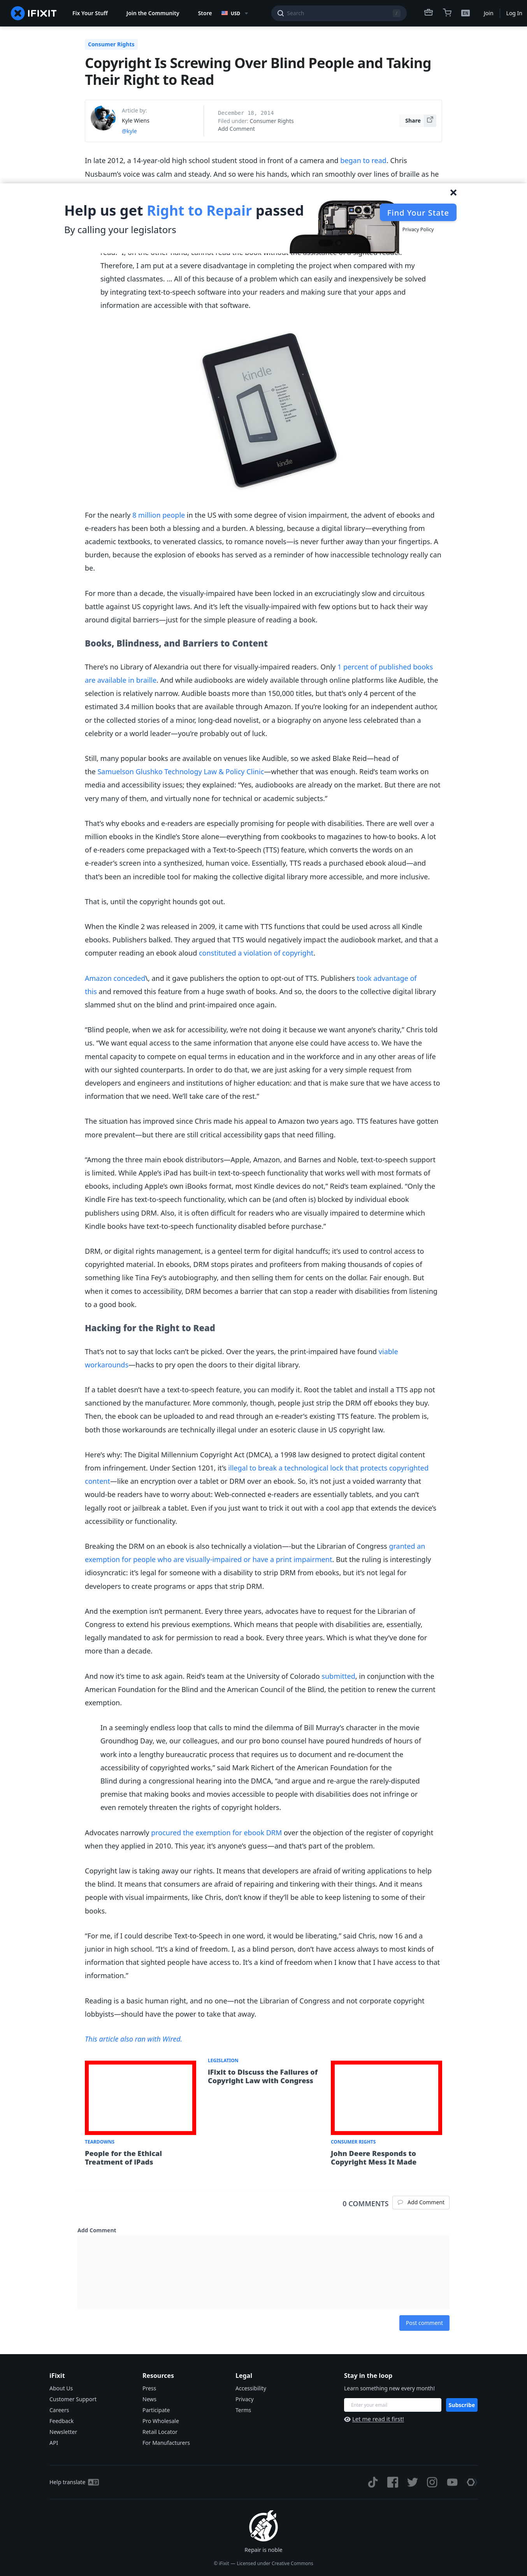 IFIXIT
Fix Your Stuff
Join the Community
Store
USD
Search
/
Join
Log In
Consumer Rights
Copyright Is Screwing Over Blind People and Taking
Their Right to Read
Article by:
Kyle Wiens
@kyle
December 18, 2014
Filed under: Consumer Rights
Add Comment
Share
In late 2012, a 14-year-old high school student stood in front of a camera and began to read. Chris
Nusbaum's voice was calm and steady. And so were his hands, which ran smoothly over lines of braille as he
Help us get Right to Repair passed
By calling your legislators
Find Your State
Privacy Policy
Therefore, I am put at a severe disadvantage in completing the project when compared with my
sighted classmates. … All of this because of a problem which can easily and inexpensively be solved
by integrating text-to-speech software into your readers and making sure that your apps and
information are accessible with that software.
kindle
kindle
For the nearly 8 million people in the US with some degree of vision impairment, the advent of ebooks and
e-readers has been both a blessing and a burden. A blessing, because a digital library—everything from
academic textbooks, to venerated classics, to romance novels—is never further away than your fingertips. A
burden, because the explosion of ebooks has served as a reminder of how inaccessible technology really can
be.
For more than a decade, the visually-impaired have been locked in an excruciatingly slow and circuitous
battle against US copyright laws. And it's left the visually-impaired with few options but to hack their way
around digital barriers—just for the simple pleasure of reading a book.
Books, Blindness, and Barriers to Content
There's no Library of Alexandria out there for visually-impaired readers. Only 1 percent of published books
are available in braille. And while audiobooks are widely available through online platforms like Audible, the
selection is relatively narrow. Audible boasts more than 150,000 titles, but that's only 4 percent of the
estimated 3.4 million books that are available through Amazon. If you're looking for an independent author,
or the collected stories of a minor, long-dead novelist, or a biography on anyone less celebrated than a
celebrity or a world leader—you're probably out of luck.
Still, many popular books are available on venues like Audible, so we asked Blake Reid—head of
the Samuelson Glushko Technology Law & Policy Clinic—whether that was enough. Reid's team works on
media and accessibility issues; they explained: "Yes, audiobooks are already on the market. But there are not
very many of them, and virtually none for technical or academic subjects."
That's why ebooks and e-readers are especially promising for people with disabilities. There are well over a
million ebooks in the Kindle's Store alone—everything from cookbooks to magazines to how-to books. A lot
of e-readers come prepackaged with a Text-to-Speech (TTS) feature, which converts the words on an
e-reader's screen into a synthesized, human voice. Essentially, TTS reads a purchased ebook aloud—and
that's been an incredible tool for making the collective digital library more accessible, and more inclusive.
That is, until the copyright hounds got out.
When the Kindle 2 was released in 2009, it came with TTS functions that could be used across all Kindle
ebooks. Publishers balked. They argued that TTS would negatively impact the audiobook market, and that a
computer reading an ebook aloud constituted a violation of copyright.
Amazon conceded\, and it gave publishers the option to opt-out of TTS. Publishers took advantage of
this and removed this feature from a huge swath of books. And so, the doors to the collective digital library
slammed shut on the blind and print-impaired once again.
"Blind people, when we ask for accessibility, we're not doing it because we want anyone's charity," Chris told
us. "We want equal access to the same information that anyone else could have access to. We have the
mental capacity to compete on equal terms in education and in the workforce and in any other areas of life
with our sighted counterparts. In order to do that, we are just asking for a very simple request from
developers and engineers and institutions of higher education: and that is make sure that we have access to
information that we need. We'll take care of the rest."
The situation has improved since Chris made his appeal to Amazon two years ago. TTS features have gotten
more prevalent—but there are still critical accessibility gaps that need filling.
"Among the three main ebook distributors—Apple, Amazon, and Barnes and Noble, text-to-speech support
is limited. While Apple's iPad has built-in text-to-functionality that works well with most formats of
ebooks, including Apple's own iBooks format, most Kindle devices do not," Reid's team explained. "Only the
Kindle Fire has text-to-speech functionality, which can be (and often is) blocked by individual ebook
publishers using DRM. Also, it is often difficult for readers who are visually impaired to determine which
Kindle books have text-to-speech functionality disabled before purchase."
DRM, or digital rights management, is a genteel term for digital handcuffs; it's used to control access to
copyrighted material. In ebooks, DRM stops pirates and profiteers from making thousands of copies of
something like Tina Fey's autobiography, and then selling them for cents on the dollar. Fair enough. But
when it comes to accessibility, DRM becomes a barrier that can stop a reader with disabilities from listening
to a good book.
Hacking for the Right to Read
That's not to say that locks can't be picked. Over the years, the print-impaired have found viable
workarounds—hacks to pry open the doors to their digital library.
If a tablet doesn't have a text-to-speech feature, you can modify it. Root the tablet and install a TTS app not
sanctioned by the manufacturer. More commonly, though, people just strip the DRM off ebooks they buy.
Then, the ebook can be uploaded to and read through an e-reader's existing TTS feature. The problem is,
both those workarounds are technically illegal under an esoteric clause in US copyright law.
Here's why: The Digital Millennium Copyright Act (DMCA), a 1998 law designed to protect digital content
from infringement. Under Section 1201, it's illegal to break a technological lock that protects copyrighted
content—like an encryption over a tablet or DRM over an ebook. So, it's not just a voided warranty that
would-be readers have to worry about: Web-connected e-readers are essentially tablets, and you can't
legally root or jailbreak a tablet. Even if you just want to trick it out with a cool app that extends the device's
accessibility or functionality.
Breaking the DRM on an ebook is also technically a violation—-but the Librarian of Congress granted an
exemption for people who are visually-impaired or have a print impairment. But the ruling is interestingly
idiosyncratic: it's legal for someone with a disability to strip DRM from ebooks, but it's not legal for
developers to create programs or apps that strip DRM.
And the exemption isn't permanent. Every three years, advocates have to request for the Librarian of
Congress to extend his previous exemptions. Which means that people with disabilities are, essentially,
legally mandated to ask for permission to read a book. Every three years. Which is what they've done for
more than a decade.
And now it's time to ask again. Reid's team at the University of Colorado submitted, in conjunction with the
American Foundation for the Blind and the American Council of the Blind, the petition to renew the current
exemption.
In a seemingly endless loop that calls to mind the dilemma of Bill Murray's character in the movie
Groundhog Day, we, our colleagues, and our pro bono counsel have poured hundreds of hours of
work into a lengthy bureaucratic process that requires us to document and re-document the
accessibility of copyrighted works," said Mark Richert of the American Foundation for the
Blind during a congressional hearing into the DMCA, "and argue and re-argue the rarely-disputed
premise that making books and movies accessible to people with disabilities does not infringe or
even remotely threaten the rights of copyright holders.
Advocates narrowly procured the exemption for ebook DRM over the objection of the register of copyright
when they applied in 2010. This year, it's anyone's guess—and that's part of the problem.
Copyright law is taking away our rights. It means that developers are afraid of writing applications to help
the blind. It means that consumers are afraid of repairing and tinkering with their things. And it means
people with visual impairments, like Chris, don't know if they'll be able to keep listening to some of their
books.
"For me, if I could describe Text-to-Speech in one word, it would be liberating," said Chris, now 16 and a
junior in high school. "It's a kind of freedom. I, as a blind person, don't have access always to most kinds of
information that sighted people have access to. It's a kind of freedom when I know that I have access to that
information."
Reading is a basic human right, and no one—not the Librarian of Congress and not corporate copyright
lobbyists—should have the power to take that away.
This article also ran with Wired.
TEARDOWNS
People for the Ethical
Treatment of iPads
LEGISLATION
iFixit to Discuss the Failures of
Copyright Law with Congress
CONSUMER RIGHTS
John Deere Responds to
Copyright Mess It Made
0 COMMENTS
Add Comment
Add Comment
Post comment
iFixit
About Us
Customer Support
Careers
Feedback
Newsletter
API
Resources
Press
News
Participate
Pro Wholesale
Retail Locator
For Manufacturers
Legal
Accessibility
Privacy
Terms
Stay in the loop
Learn something new every month!
Enter your email
Subscribe
Let me read it first!
Help translate
Repair is noble
© iFixit — Licensed under Creative Commons